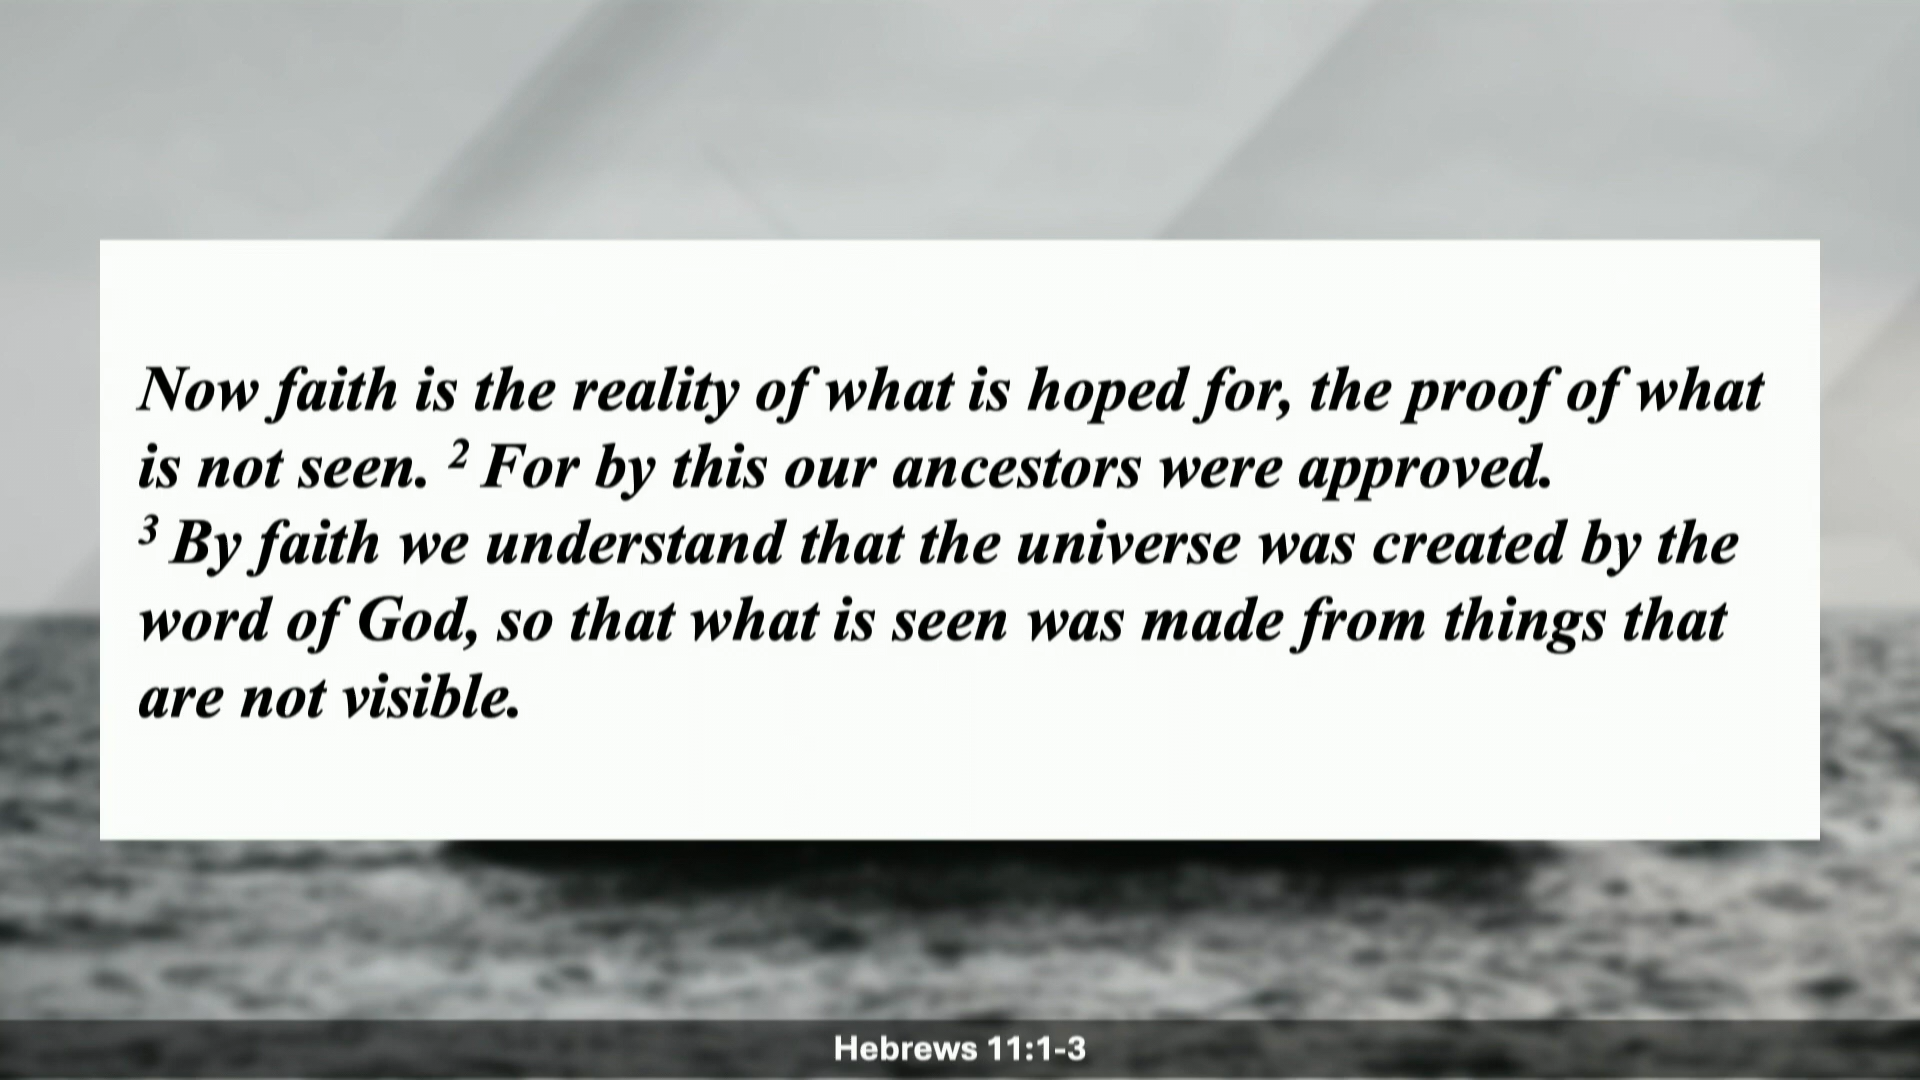 Now faith is the reality of what is hoped for, the proof of what
is not seen. 2 For by this our ancestors were approved.
3 By faith we understand that the universe was created by the
word of God, so that what is seen was made from things that
are not visible.
Hebrews 11:1-3